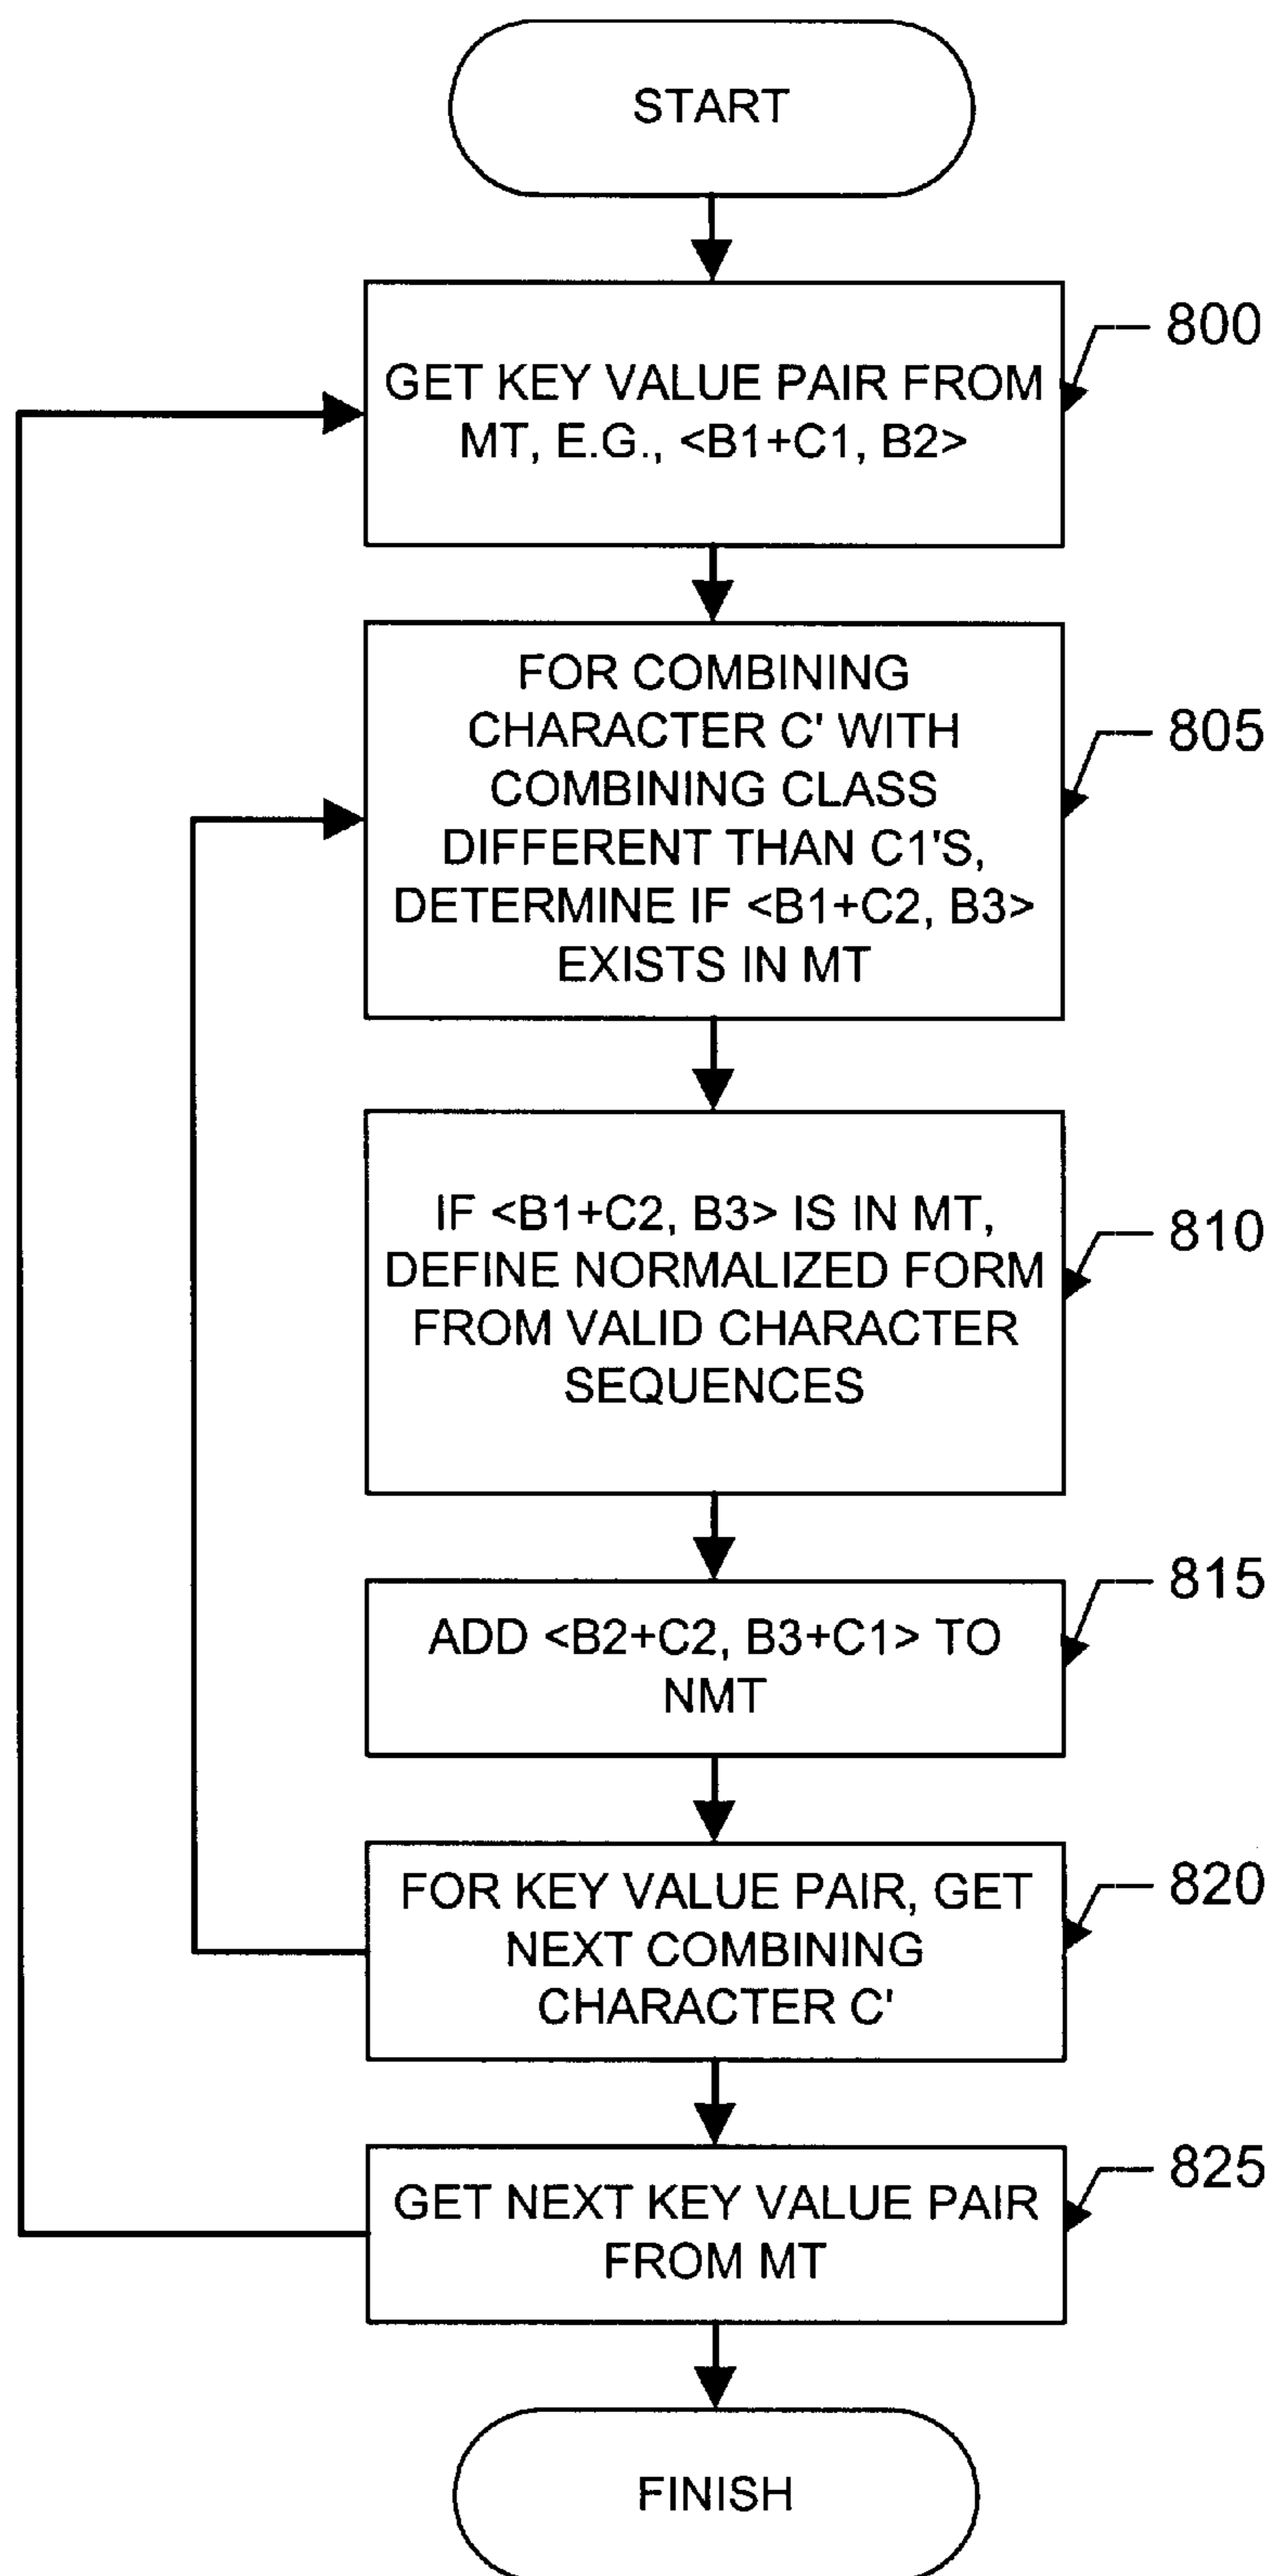 START
800
GET KEY VALUE PAIR FROM
MT, E.G., <B1+C1, B2>
805
FOR COMBINING
CHARACTER C' WITH
COMBINING CLASS
DIFFERENT THAN C1'S,
DETERMINE IF <B1+C2, B3>
EXISTS IN MT
810
IF <B1+C2, B3> IS IN MT,
DEFINE NORMALIZED FORM
FROM VALID CHARACTER
SEQUENCES
815
ADD <B2+C2, B3+C1> TO
NMT
820
FOR KEY VALUE PAIR, GET
NEXT COMBINING
CHARACTER C'
825
GET NEXT KEY VALUE PAIR
FROM MT
FINISH